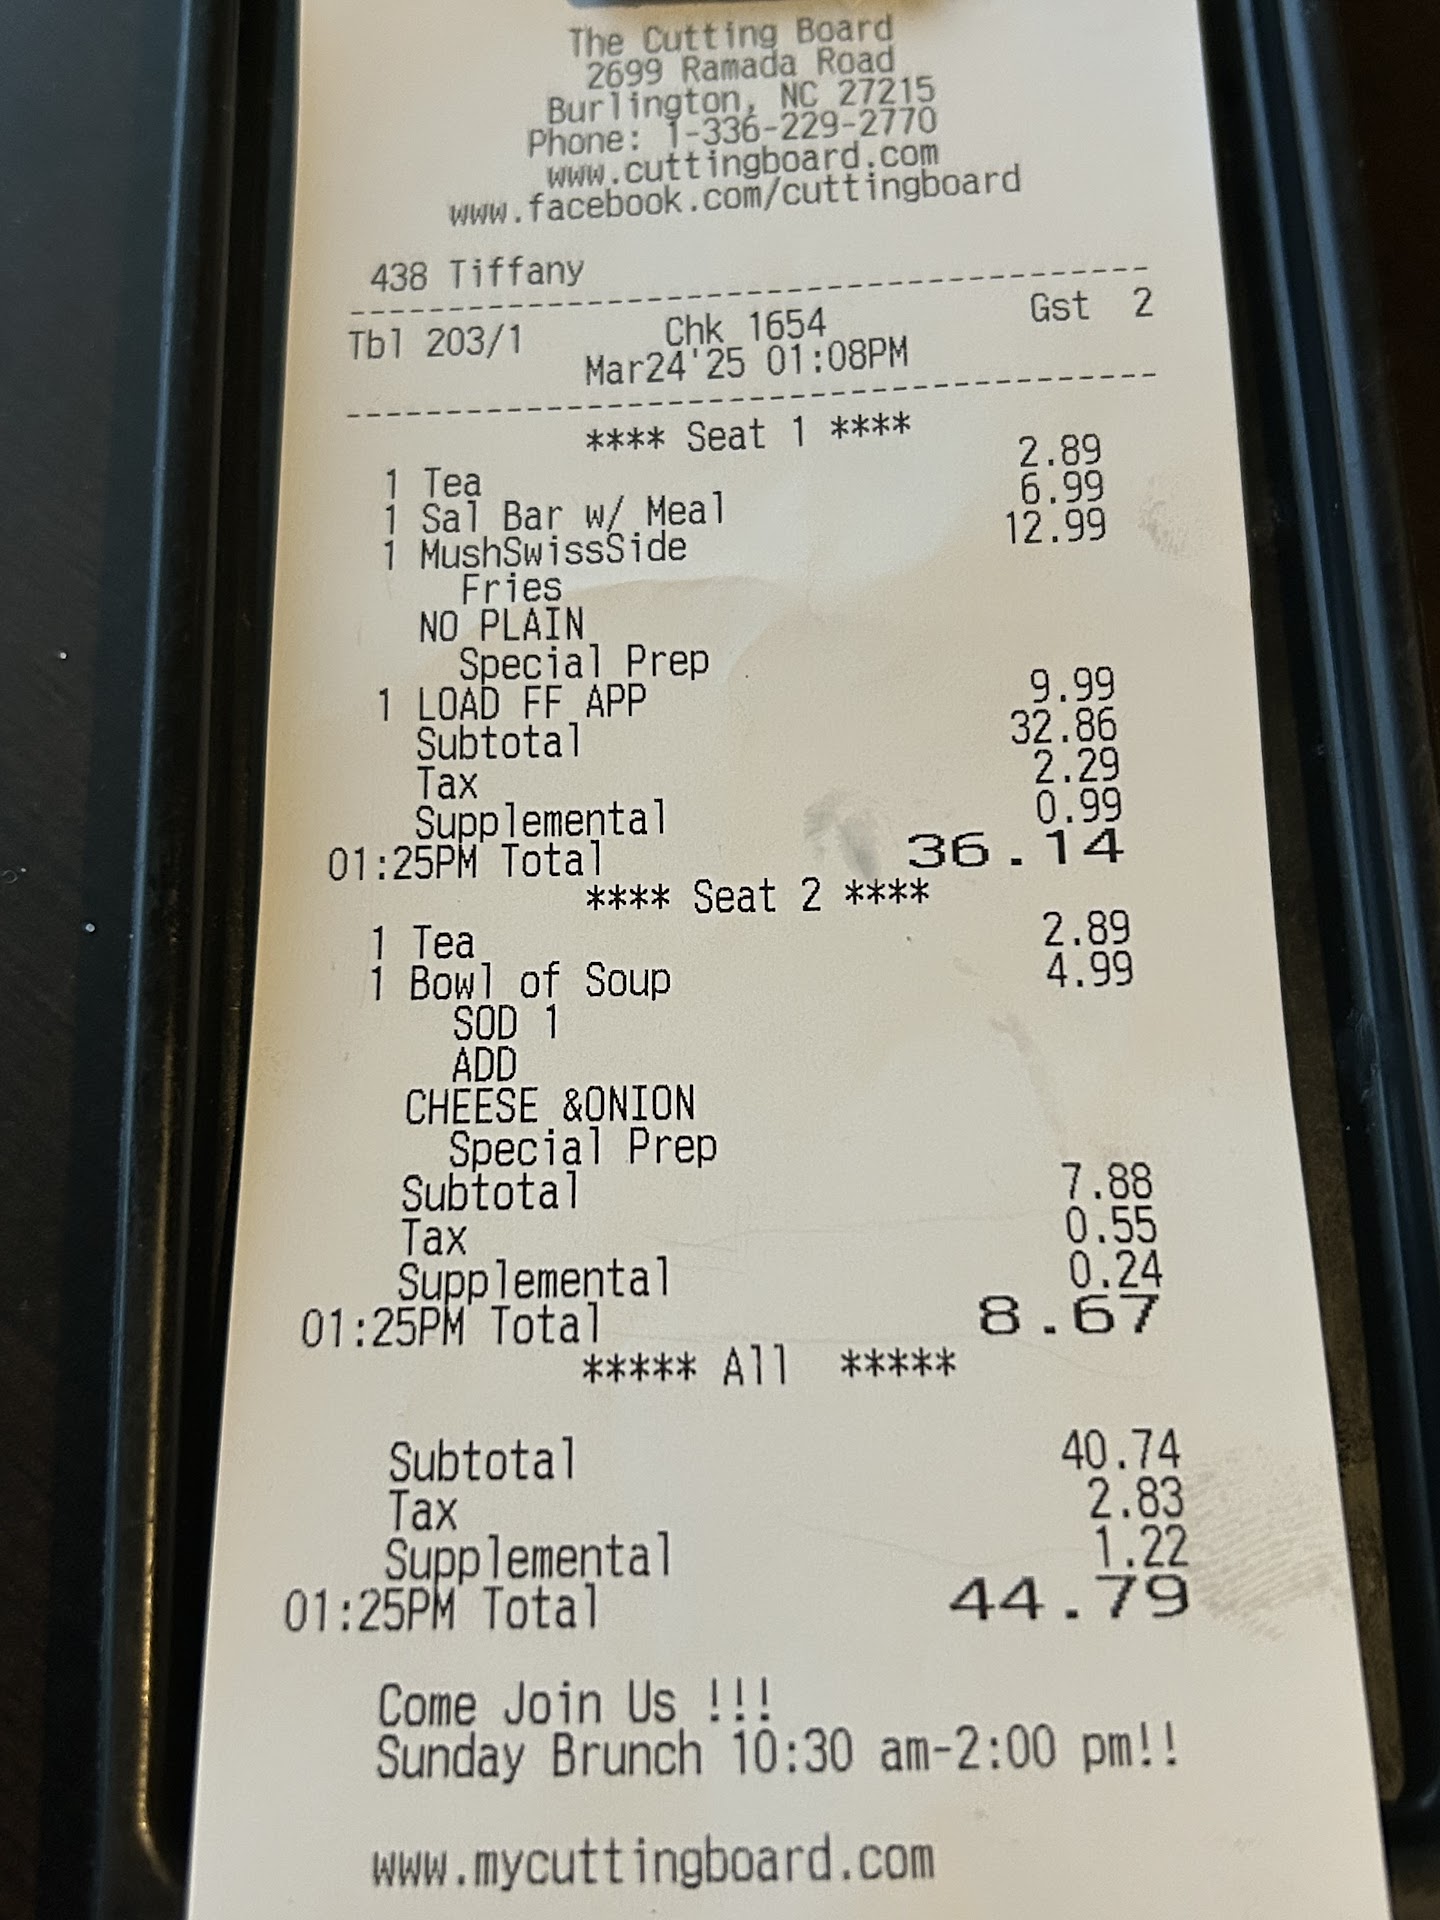 The Cutting Board
2699 Ramada Road
Burlington, NC 27215
Phone: 1-336-229-2770
www.cuttingboard.com
www.facebook.com/cuttingboard
438 Tiffany
Tbl 203/1 Chk 1654 Gst 2
Mar24'25 01:08PM
**** Seat 1 ****
1 Tea 2.89
1 Sal Bar w/ Meal 6.99
1 MushSwissSide 12.99
Fries
NO PLAIN
Special Prep
1 LOAD FF APP 9.99
Subtotal 32.86
Tax 2.29
Supplemental 0.99
01:25PM Total 36.14
**** Seat 2 ****
1 Tea 2.89
1 Bowl of Soup 4.99
SOD 1
ADD
CHEESE &ONION
Special Prep
Subtotal 7.88
Tax 0.55
Supplemental 0.24
01:25PM Total 8.67
***** All *****
Subtotal 40.74
Tax 2.83
Supplemental 1.22
01:25PM Total 44.79
Come Join Us !!!
Sunday Brunch 10:30 am-2:00 pm!!
www.mycuttingboard.com